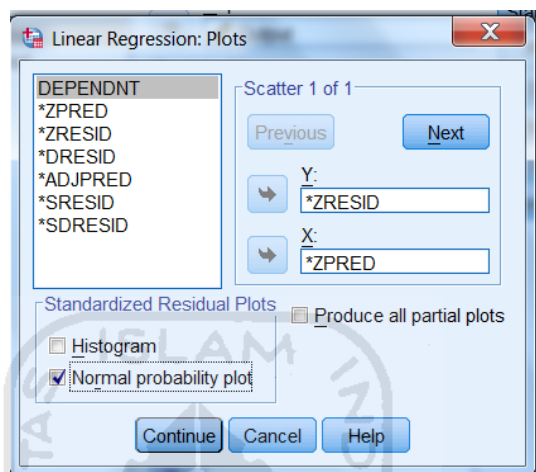 Linear Regression: Plots
DEPENDNT
*ZPRED
*ZRESID
*DRESID
*ADJPRED
*SRESID
*SDRESID
Scatter 1 of 1
Previous Next
Y:
*ZRESID
X:
*ZPRED
Standardized Residual Plots
Produce all partial plots
Histogram
Normal probability plot
Continue Cancel Help
ISLAM